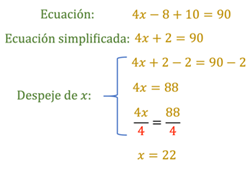 Ecuación: 4x − 8 + 10 = 90
Ecuación simplificada: 4x + 2 = 90
4x + 2 − 2 = 90 − 2
4x = 88
Despeje de x:
4x/4 = 88/4
x = 22